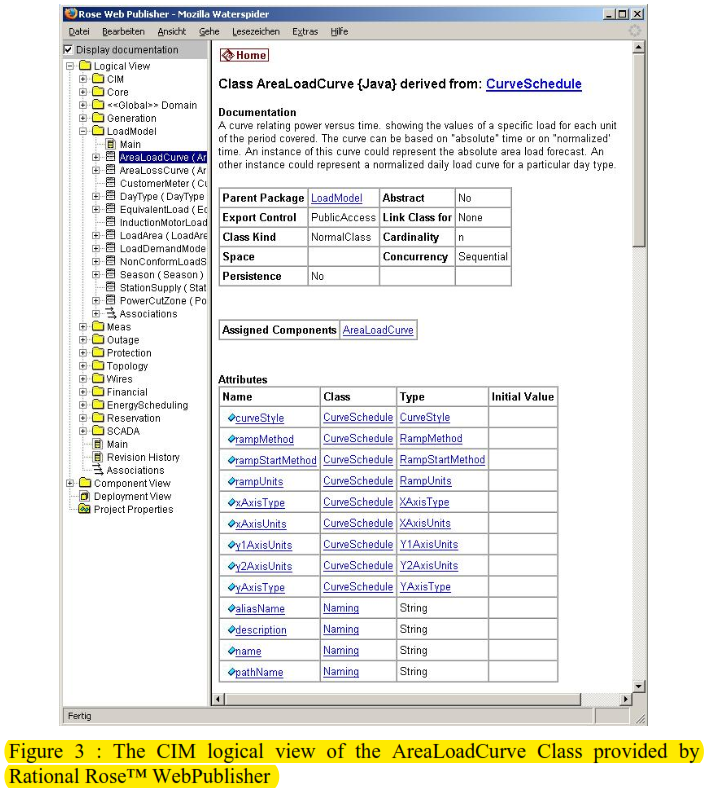 Rose Web Publisher - Mozilla Waterspider
Datei Bearbeiten Ansicht Gehe Lesezeichen Extras Hilfe
Display documentation
Logical View
CIM
Core
<<Global>> Domain
Generation
LoadModel
Main
AreaLoadCurve ( Ar
AreaLossCurve ( Ar
CustomerMeter ( Cu
DayType ( DayType
EquivalentLoad ( Ec
InductionMotorLoad
LoadArea ( LoadAre
LoadDemandMode
NonConformLoadS
Season ( Season )
StationSupply ( Stat
PowerCutZone ( Po
Associations
Meas
Outage
Protection
Topology
Wires
Financial
EnergyScheduling
Reservation
SCADA
Main
Revision History
Associations
Component View
Deployment View
Project Properties
Home
Class AreaLoadCurve {Java} derived from: CurveSchedule
Documentation
A curve relating power versus time. showing the values of a specific load for each unit
of the period covered. The curve can be based on "absolute" time or on "normalized'
time. An instance of this curve could represent the absolute area load forecast. An
other instance could represent a normalized daily load curve for a particular day type.
Parent Package LoadModel Abstract No
Export Control PublicAccess Link Class for None
Class Kind NormalClass Cardinality n
Space Concurrency Sequential
Persistence No
Assigned Components AreaLoadCurve
Attributes
Name Class Type Initial Value
curveStyle CurveSchedule CurveStyle
rampMethod CurveSchedule RampMethod
rampStartMethod CurveSchedule RampStartMethod
rampUnits CurveSchedule RampUnits
xAxisType CurveSchedule XAxisType
xAxisUnits CurveSchedule XAxisUnits
y1AxisUnits CurveSchedule Y1AxisUnits
y2AxisUnits CurveSchedule Y2AxisUnits
yAxisType CurveSchedule YAxisType
aliasName Naming String
description Naming String
name Naming String
pathName Naming String
Fertig
Figure 3 : The CIM logical view of the AreaLoadCurve Class provided by
Rational Rose™ WebPublisher